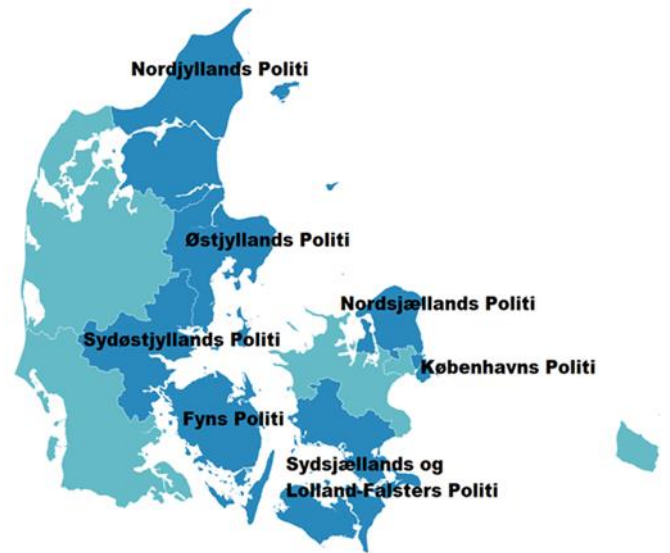 Nordjyllands Politi
Østjyllands Politi
Nordsjællands Politi
Sydøstjyllands Politi
Københavns Politi
Fyns Politi
Sydsjællands og
Lolland-Falsters Politi